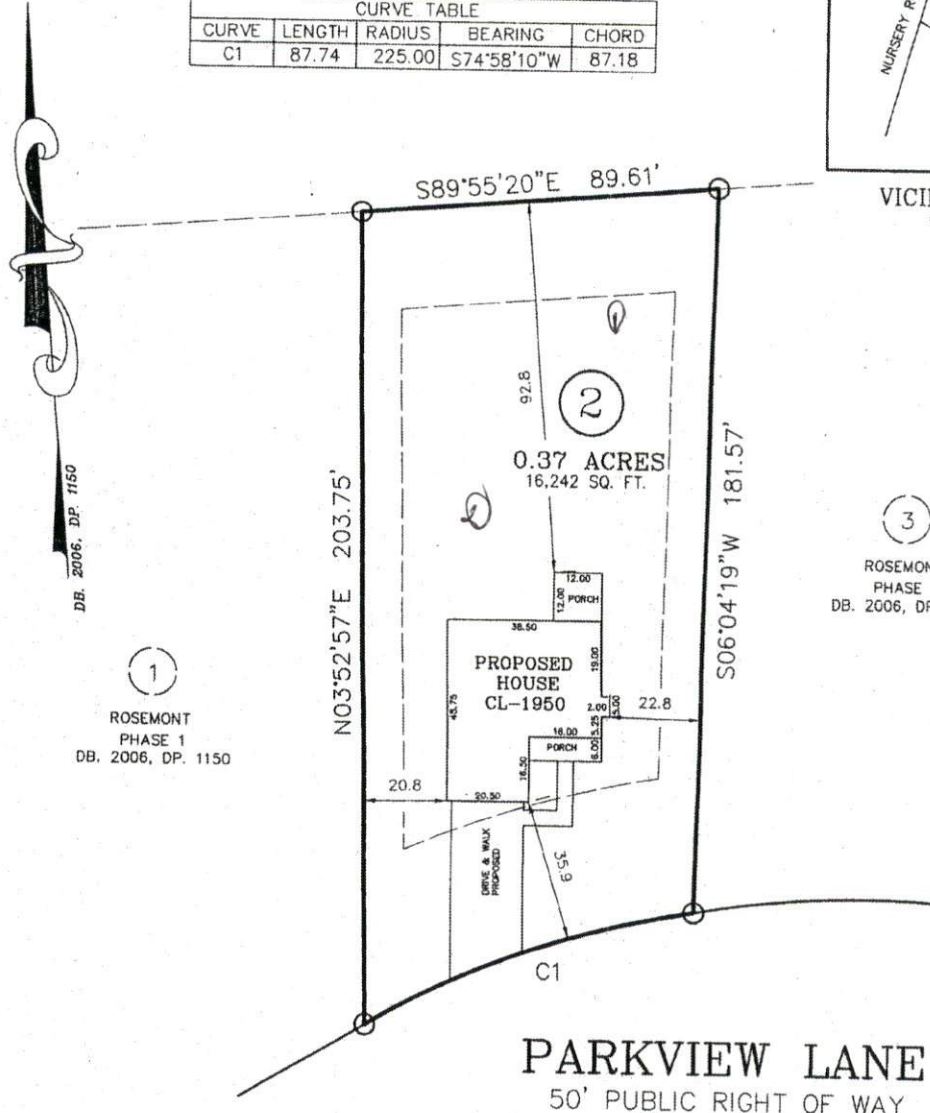 CURVE TABLE
CURVE LENGTH RADIUS BEARING CHORD
C1 87.74 225.00 S74°58'10"W 87.18
NURSERY R
VICI
S89°55'20"E 89.61'
92.8
2
0.37 ACRES
16,242 SQ. FT.
N03°52'57"E 203.75'
S06°04'19"W 181.57'
DB. 2006, DP. 1150
1
ROSEMONT
PHASE 1
DB. 2006, DP. 1150
3
ROSEMON
PHASE
DB. 2006, DP
12.00
12.00
PORCH
38.50
19.00
PROPOSED
HOUSE
CL-1950
45.75
2.00
5.00
22.8
5.25
18.00
PORCH
6.00
16.50
20.8
20.50
DRIVE & WALK
PROPOSED
35.9
C1
PARKVIEW LANE
50' PUBLIC RIGHT OF WAY